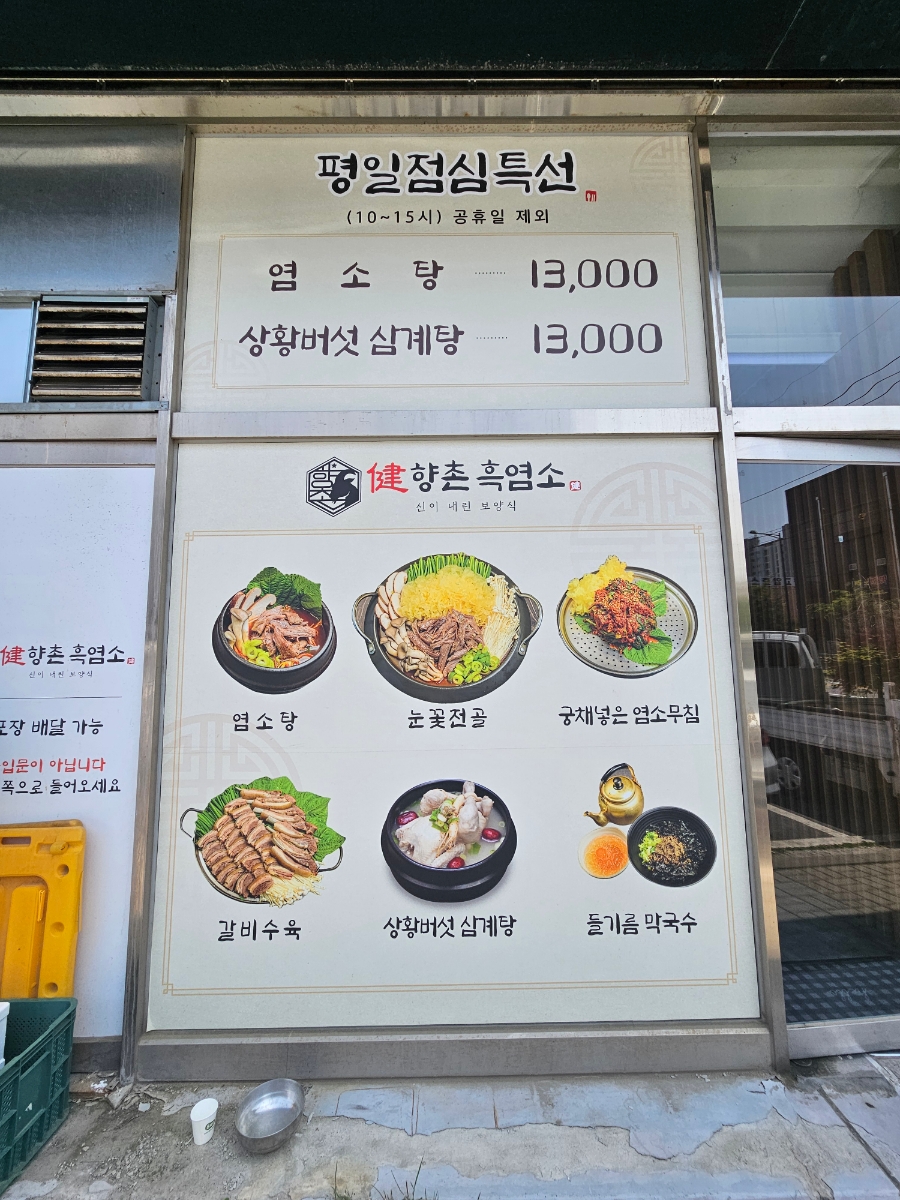 평일점심특선
(10~15시) 공휴일 제외
염 소 탕 ········ 13,000
상황버섯 삼계탕 ········ 13,000
健 향촌 흑염소
신이 내린 보양식
염소탕
눈꽃전골
궁채넣은 염소무침
갈비수육
상황버섯 삼계탕
들기름 막국수
健 향촌 흑염소
신이 내린 보양식
포장 배달 가능
입문이 아닙니다
쪽으로 들어오세요